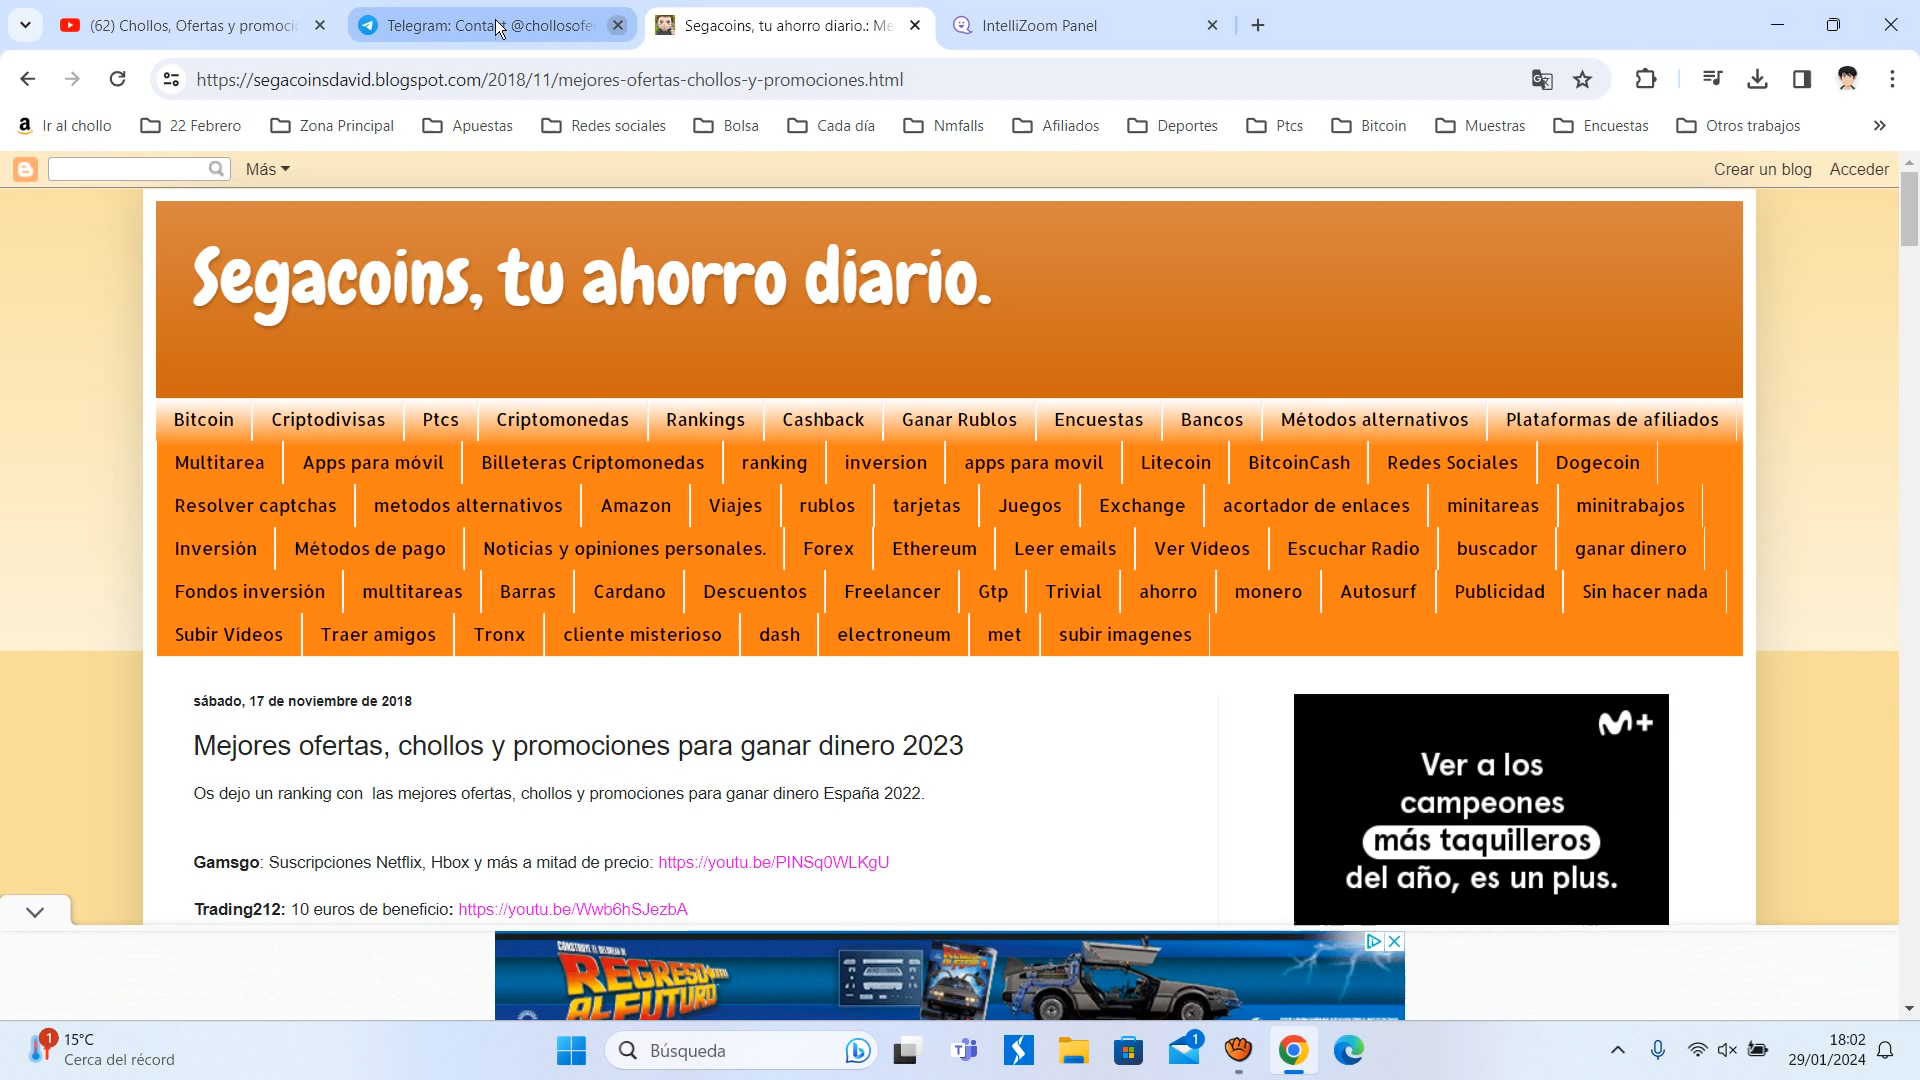 (62) Chollos, Ofertas y promoci
Telegram: Contact @chollosofe
Segacoins, tu ahorro diario.: Me
IntelliZoom Panel
https://segacoinsdavid.blogspot.com/2018/11/mejores-ofertas-chollos-y-promociones.html
Ir al chollo
22 Febrero
Zona Principal
Apuestas
Redes sociales
Bolsa
Cada día
Nmfalls
Afiliados
Deportes
Ptcs
Bitcoin
Muestras
Encuestas
Otros trabajos
»
Más
Crear un blog
Acceder
Segacoins, tu ahorro diario.
Bitcoin Criptodivisas Ptcs Criptomonedas Rankings Cashback Ganar Rublos Encuestas Bancos Métodos alternativos Plataformas de afiliados
Multitarea Apps para móvil Billeteras Criptomonedas ranking inversion apps para movil Litecoin BitcoinCash Redes Sociales Dogecoin
Resolver captchas metodos alternativos Amazon Viajes rublos tarjetas Juegos Exchange acortador de enlaces minitareas minitrabajos
Inversión Métodos de pago Noticias y opiniones personales. Forex Ethereum Leer emails Ver Vídeos Escuchar Radio buscador ganar dinero
Fondos inversión multitareas Barras Cardano Descuentos Freelancer Gtp Trivial ahorro monero Autosurf Publicidad Sin hacer nada
Subir Vídeos Traer amigos Tronx cliente misterioso dash electroneum met subir imagenes
sábado, 17 de noviembre de 2018
Mejores ofertas, chollos y promociones para ganar dinero 2023
Os dejo un ranking con las mejores ofertas, chollos y promociones para ganar dinero España 2022.
Gamsgo: Suscripciones Netflix, Hbox y más a mitad de precio: https://youtu.be/PINSq0WLKgU
Trading212: 10 euros de beneficio: https://youtu.be/Wwb6hSJezbA
M+
Ver a los
campeones
más taquilleros
del año, es un plus.
CONSTRUYE EL DELOREAN DE
REGRESO
AL FUTURO
1
15°C
Cerca del récord
Búsqueda
1
18:02
29/01/2024